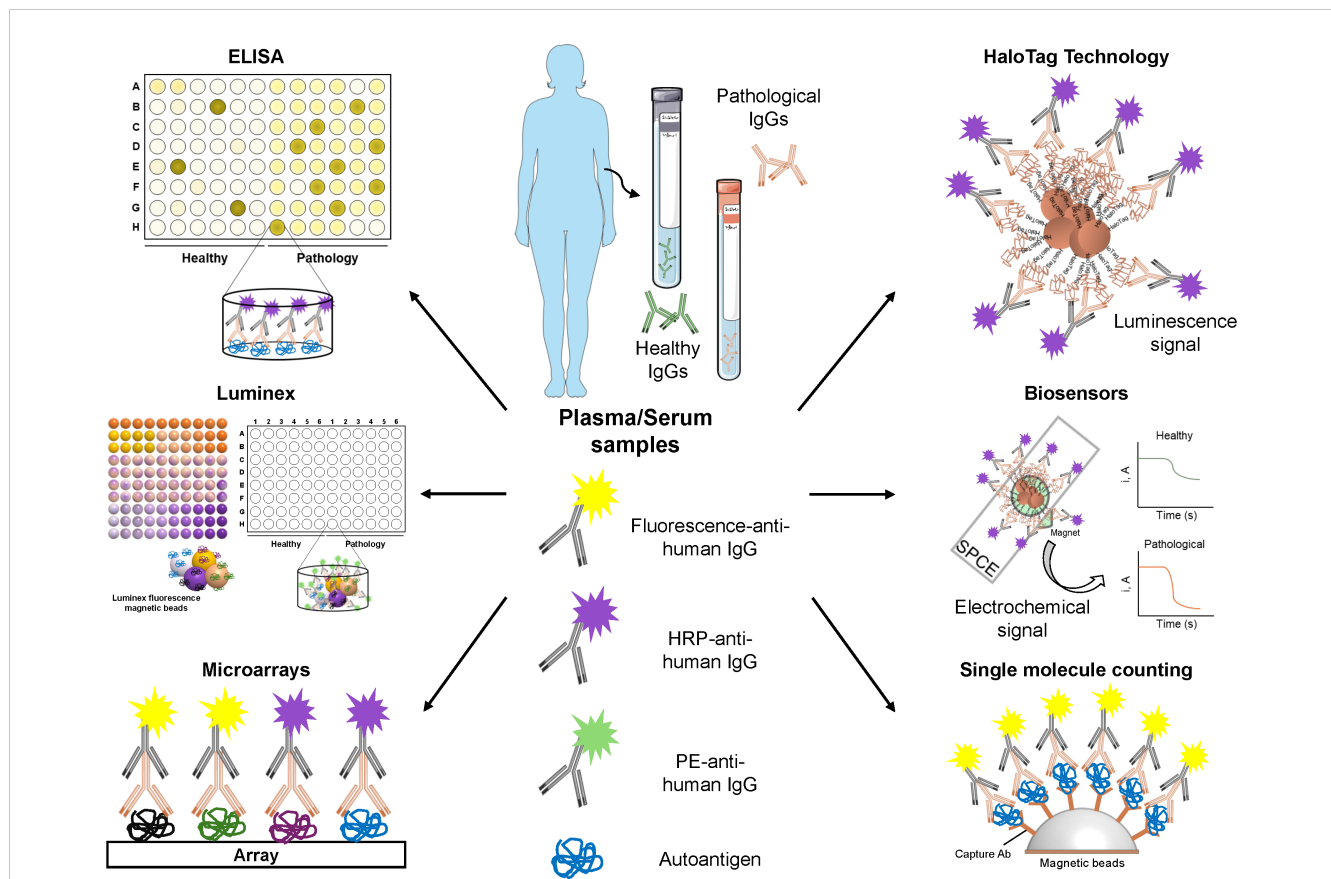 ELISA
A
B
C
D
E
F
G
H
Healthy Pathology
Pathological
IgGs
Healthy
IgGs
Plasma/Serum
samples
HaloTag Technology
HaloTag
Luminescence
signal
Luminex
1 2 3 4 5 6 1 2 3 4 5 6
A
B
C
D
E
F
G
H
Healthy Pathology
Luminex fluorescence
magnetic beads
Fluorescence-anti-
human IgG
HRP-anti-
human IgG
PE-anti-
human IgG
Autoantigen
Biosensors
SPCE
Magnet
Electrochemical
signal
Healthy
i, A
Time (s)
Pathological
i, A
Time (s)
Microarrays
Array
Single molecule counting
Capture Ab
Magnetic beads